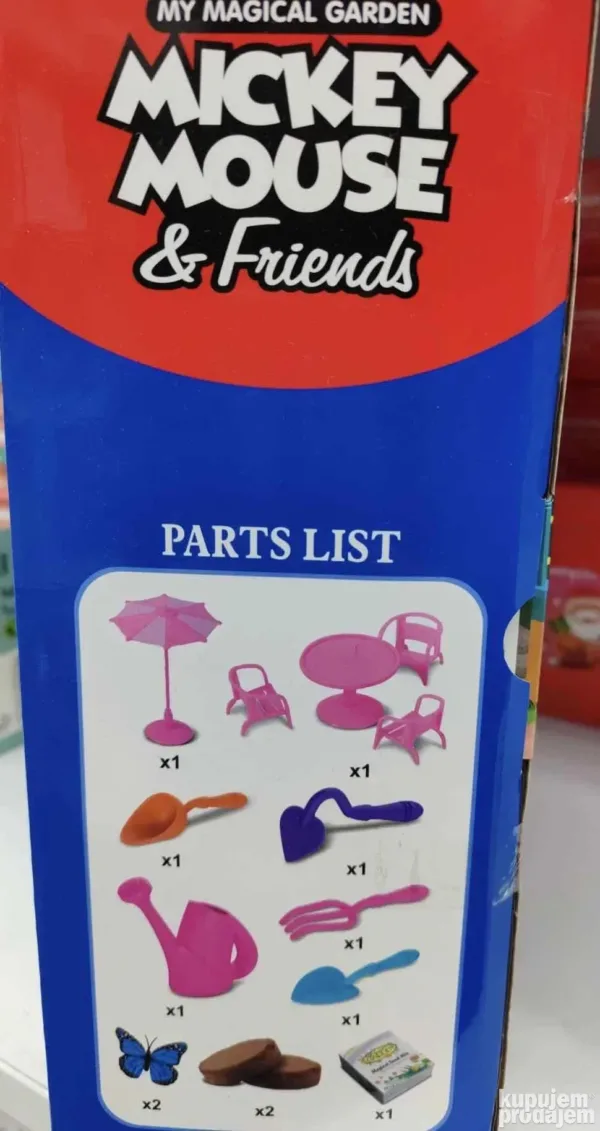 MY MAGICAL GARDEN
MICKEY
MOUSE
& Friends
PARTS LIST
x1
x1
x1
x1
x1
x1
x1
x2
x2
x1
kupujem
prodajem